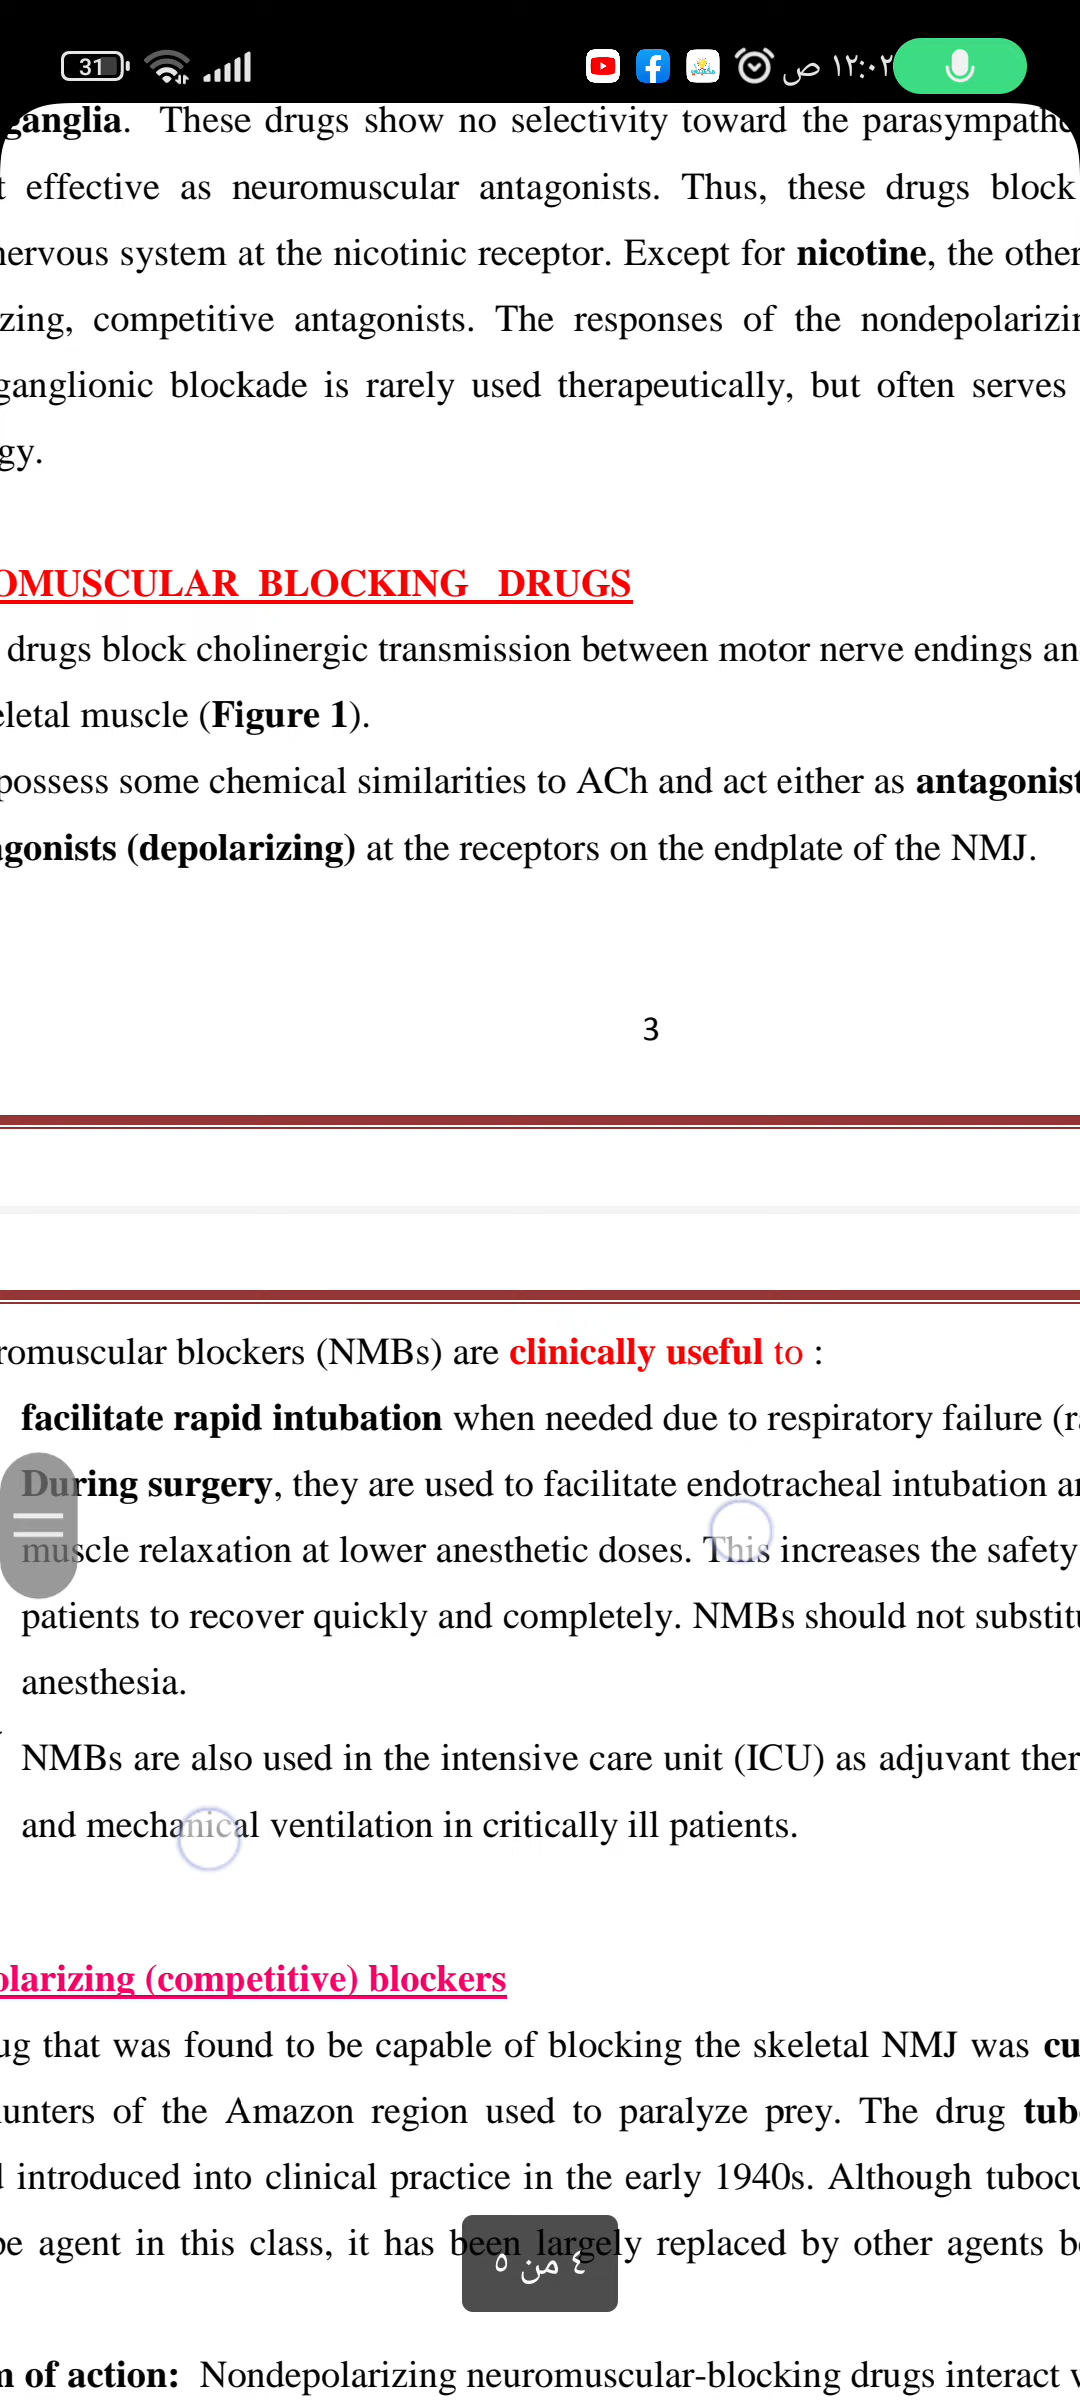 31 ١٢:٠٢ ص
ganglia. These drugs show no selectivity toward the
effective as neuromuscular antagonists. Thus, these drugs block
nervous system at the nicotinic receptor. Except for nicotine, the other
zing, competitive antagonists. The responses of the
ganglionic blockade is rarely used therapeutically, but often serves
gy.
OMUSCULAR BLOCKING DRUGS
drugs block cholinergic transmission between motor nerve endings an
eletal muscle (Figure 1).
possess some chemical similarities to ACh and act either as antagonist
agonists (depolarizing) at the receptors on the endplate of the NMJ.
3
romuscular blockers (NMBs) are clinically useful to :
facilitate rapid intubation when needed due to respiratory failure (r
During surgery, they are used to facilitate endotracheal intubation
muscle relaxation at lower anesthetic doses. This increases the safety
patients to recover quickly and completely. NMBs should not
anesthesia.
NMBs are also used in the intensive care unit (ICU) as adjuvant ther
and mechanical ventilation in critically ill patients.
olarizing (competitive) blockers
ug that was found to be capable of blocking the skeletal NMJ was cu
unters of the Amazon region used to paralyze prey. The drug tub
introduced into clinical practice in the early 1940s. Although tubocu
pe agent in this class, it has been largely replaced by other agents
٤ من ٥
of action: Nondepolarizing neuromuscular-blocking drugs interact